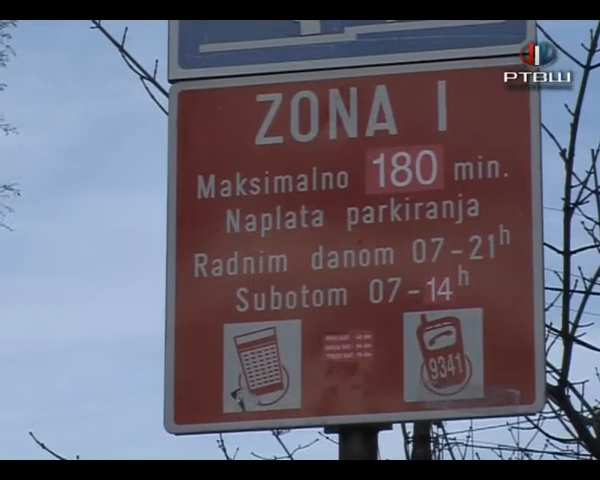 РТВШ
ZONA I
Maksimalno 180 min.
Naplata parkiranja
Radnim danom 07-21h
Subotom 07-14h
9341